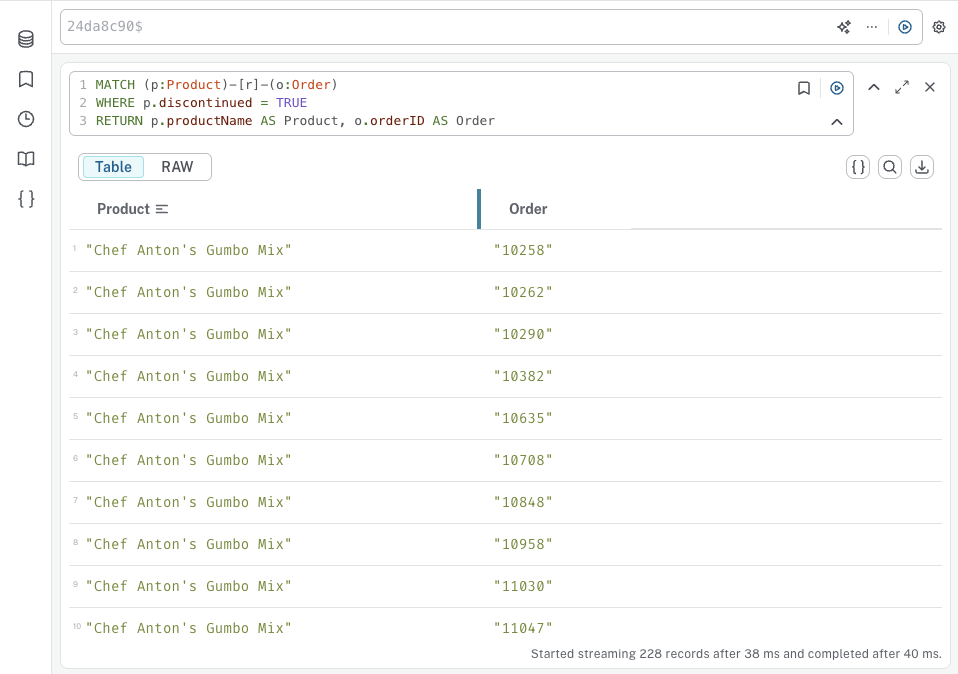 24da8c90$
1 MATCH (p:Product)-[r]-(o:Order)
2 WHERE p.discontinued = TRUE
3 RETURN p.productName AS Product, o.orderID AS Order
Table RAW
Product Order
1 "Chef Anton's Gumbo Mix" "10258"
2 "Chef Anton's Gumbo Mix" "10262"
3 "Chef Anton's Gumbo Mix" "10290"
4 "Chef Anton's Gumbo Mix" "10382"
5 "Chef Anton's Gumbo Mix" "10635"
6 "Chef Anton's Gumbo Mix" "10708"
7 "Chef Anton's Gumbo Mix" "10848"
8 "Chef Anton's Gumbo Mix" "10958"
9 "Chef Anton's Gumbo Mix" "11030"
10 "Chef Anton's Gumbo Mix" "11047"
Started streaming 228 records after 38 ms and completed after 40 ms.